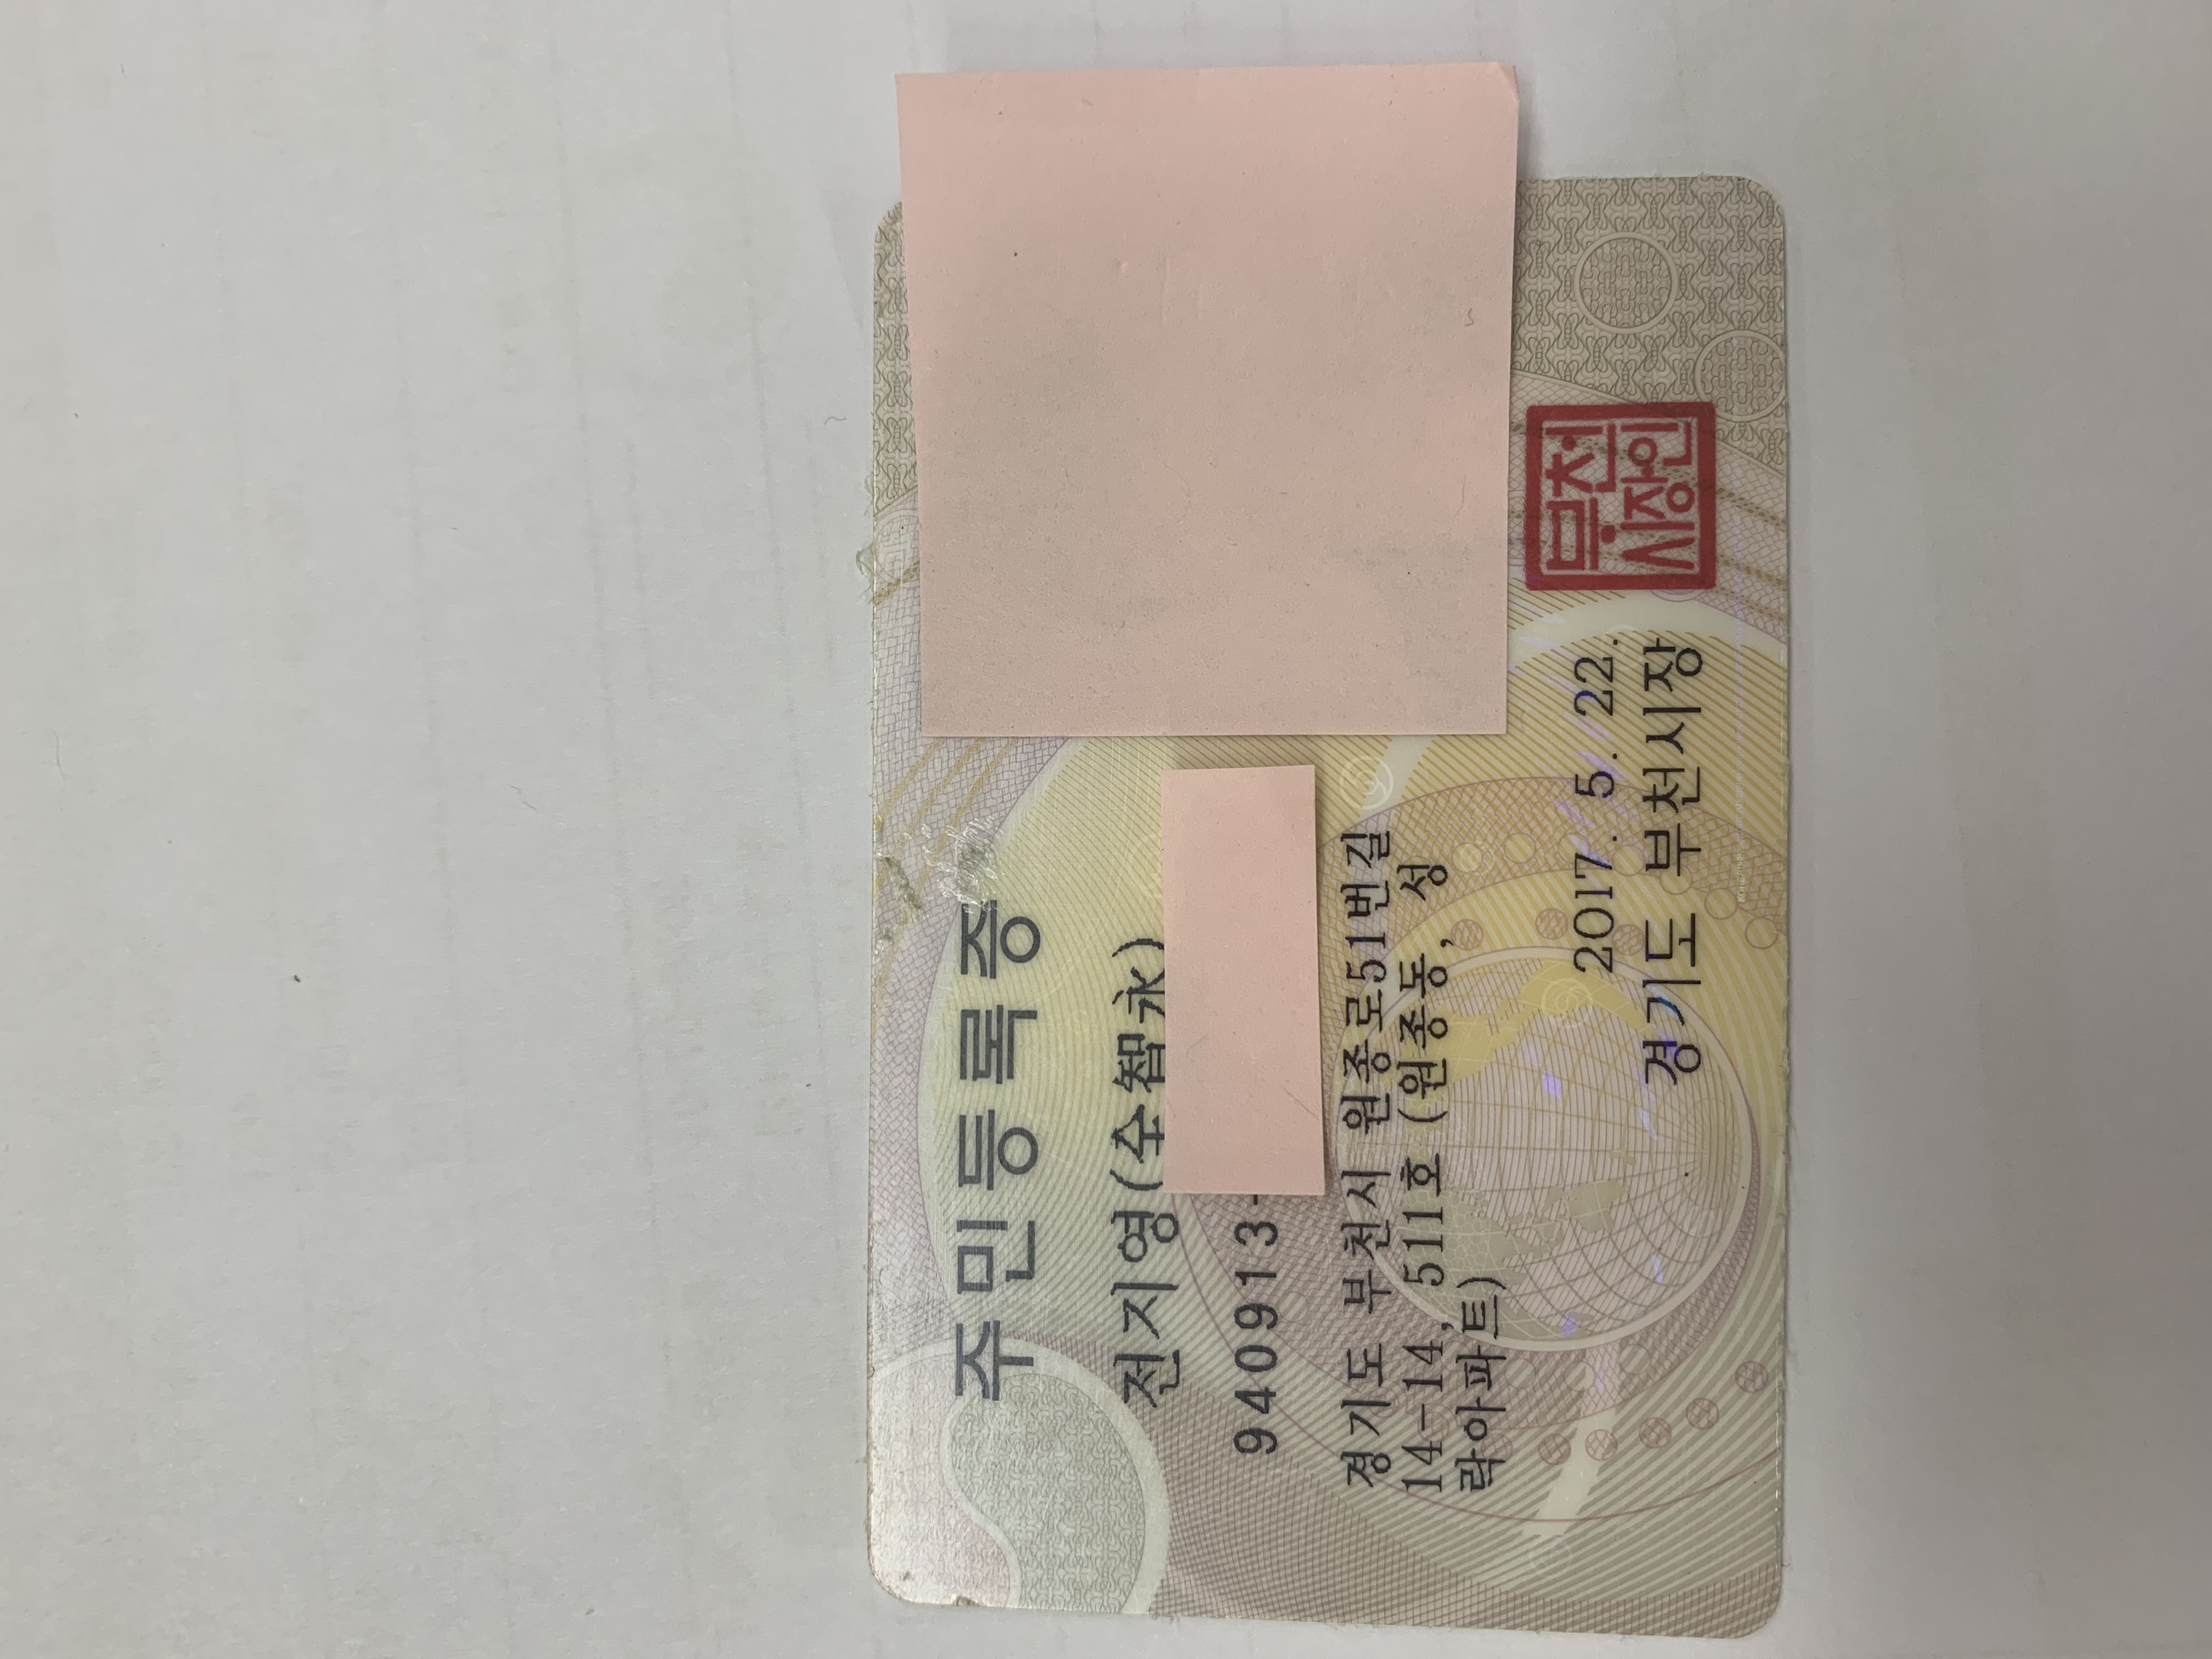 주민등록증
전지영(全智永)
940913-
경기도 부천시 원종로51번길
14-14, 511호 (원종동, 성
락아파트)
2017. 5. 22.
경기도 부천시장
부천
시장인